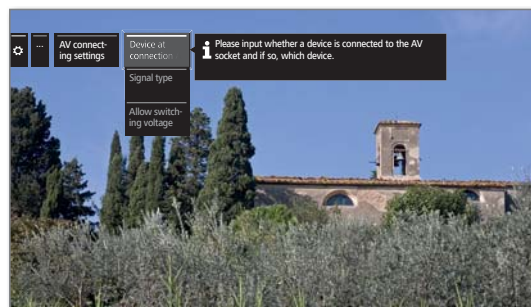 ...
AV connect-
ing settings
Device at
connection
Please input whether a device is connected to the AV
socket and if so, which device.
Signal type
Allow switch-
ing voltage